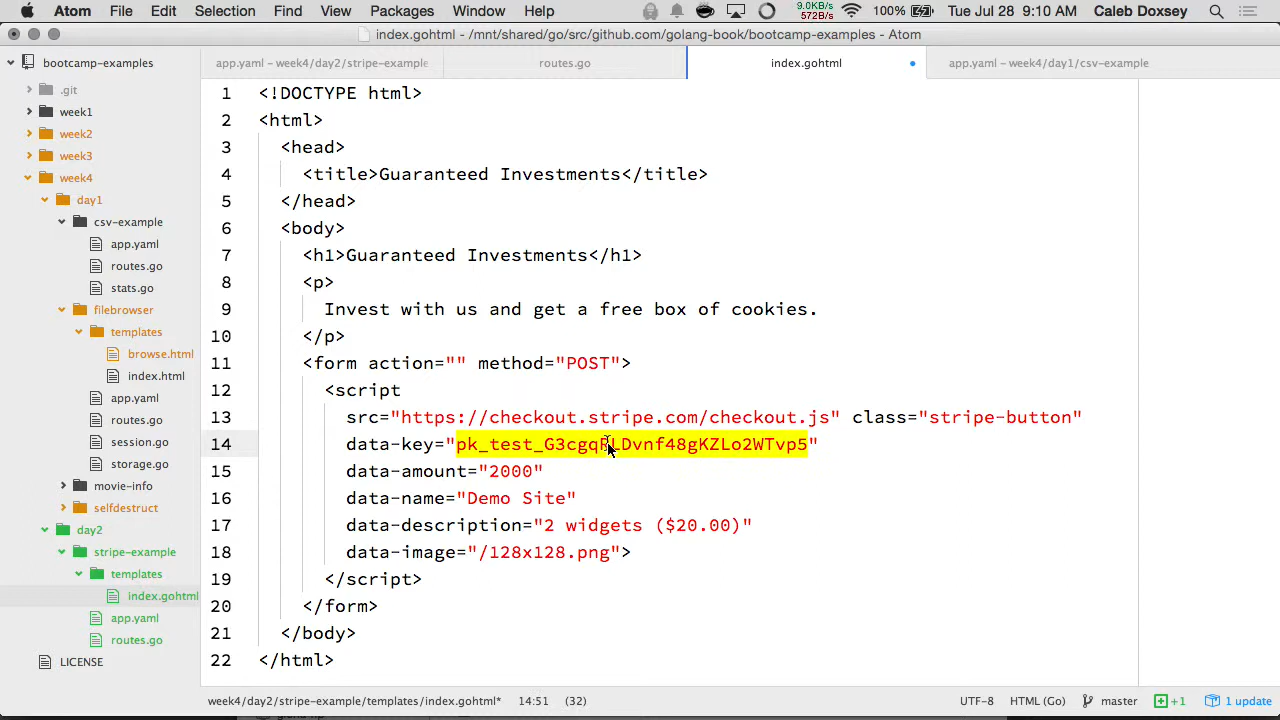 Atom File Edit Selection Find View Packages Window Help 9.0KB/s 572B/s 100% Tue Jul 28 9:10 AM Caleb Doxsey
index.gohtml - /mnt/shared/go/src/github.com/golang-book/bootcamp-examples - Atom
bootcamp-examples
app.yaml — week4/day2/stripe-example
routes.go
index.gohtml
app.yaml — week4/day1/csv-example
.git
week1
week2
week3
week4
day1
csv-example
app.yaml
routes.go
stats.go
filebrowser
templates
browse.html
index.html
app.yaml
routes.go
session.go
storage.go
movie-info
selfdestruct
day2
stripe-example
templates
index.gohtml
app.yaml
routes.go
LICENSE
1 <!DOCTYPE html>
2 <html>
3 <head>
4 <title>Guaranteed Investments</title>
5 </head>
6 <body>
7 <h1>Guaranteed Investments</h1>
8 <p>
9 Invest with us and get a free box of cookies.
10 </p>
11 <form action="" method="POST">
12 <script
13 src="https://checkout.stripe.com/checkout.js" class="stripe-button"
14 data-key=
15 data-amount="2000"
16 data-name="Demo Site"
17 data-description="2 widgets ($20.00)"
18 data-image="/128x128.png">
19 </script>
20 </form>
21 </body>
22 </html>
week4/day2/stripe-example/templates/index.gohtml* 14:51 (32) UTF-8 HTML (Go) master +1 1 update